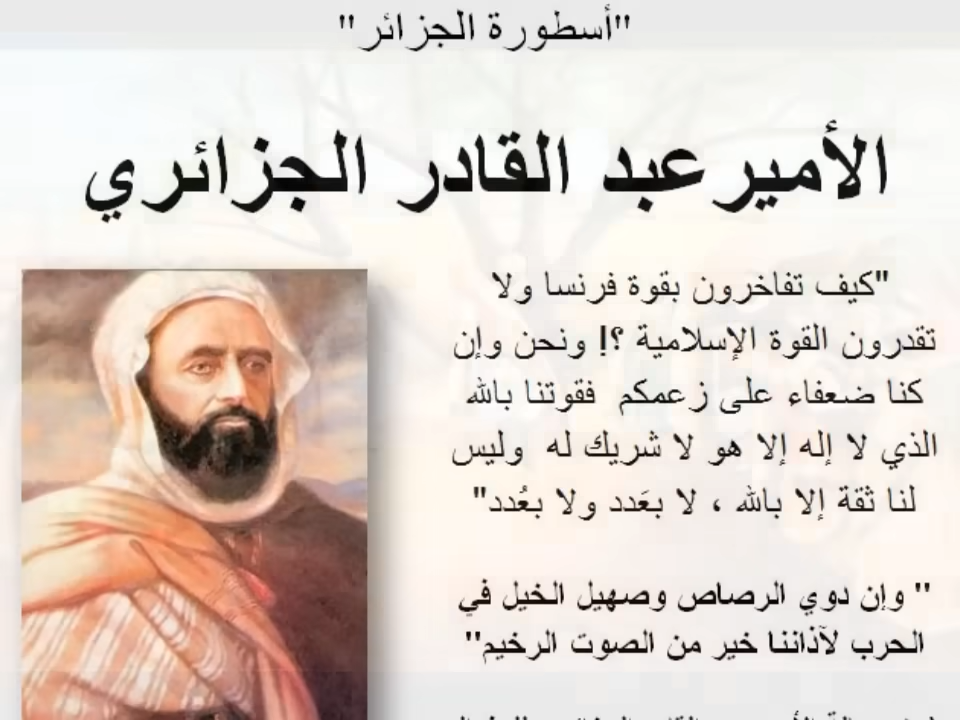 "أسطورة الجزائر"
الأمير عبد القادر الجزائري
"كيف تفاخرون بقوة فرنسا ولا
تقدرون القوة الإسلامية ؟! ونحن وإن
كنا ضعفاء على زعمكم فقوتنا بالله
الذي لا إله إلا هو لا شريك له وليس
لنا ثقة إلا بالله ، لا بعَدد ولا بعُدد"
" وإن دوي الرصاص وصهيل الخيل في
الحرب لآذاننا خير من الصوت الرخيم"